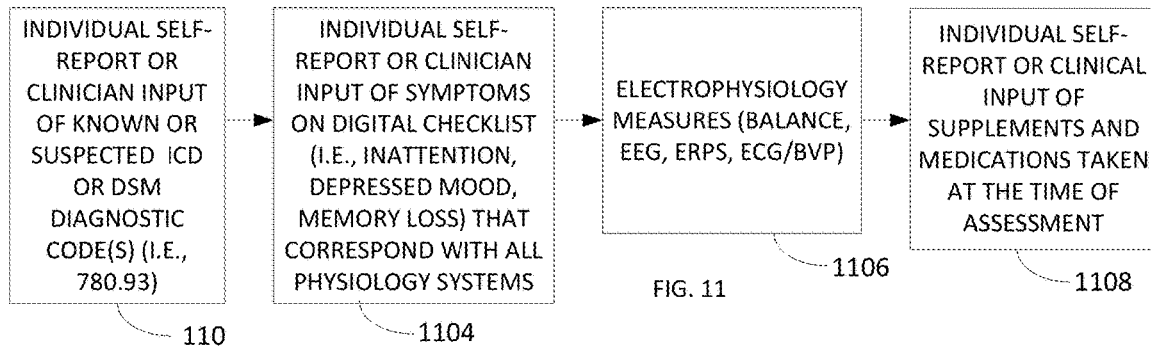 INDIVIDUAL SELF-
REPORT OR
CLINICIAN INPUT
OF KNOWN OR
SUSPECTED ICD
OR DSM
DIAGNOSTIC
CODE(S) (I.E.,
780.93)
110
INDIVIDUAL SELF-
REPORT OR CLINICIAN
INPUT OF SYMPTOMS
ON DIGITAL CHECKLIST
(I.E., INATTENTION,
DEPRESSED MOOD,
MEMORY LOSS) THAT
CORRESPOND WITH ALL
PHYSIOLOGY SYSTEMS
1104
ELECTROPHYSIOLOGY
MEASURES (BALANCE,
EEG, ERPS, ECG/BVP)
1106
INDIVIDUAL SELF-
REPORT OR CLINICAL
INPUT OF
SUPPLEMENTS AND
MEDICATIONS TAKEN
AT THE TIME OF
ASSESSMENT
1108
FIG. 11